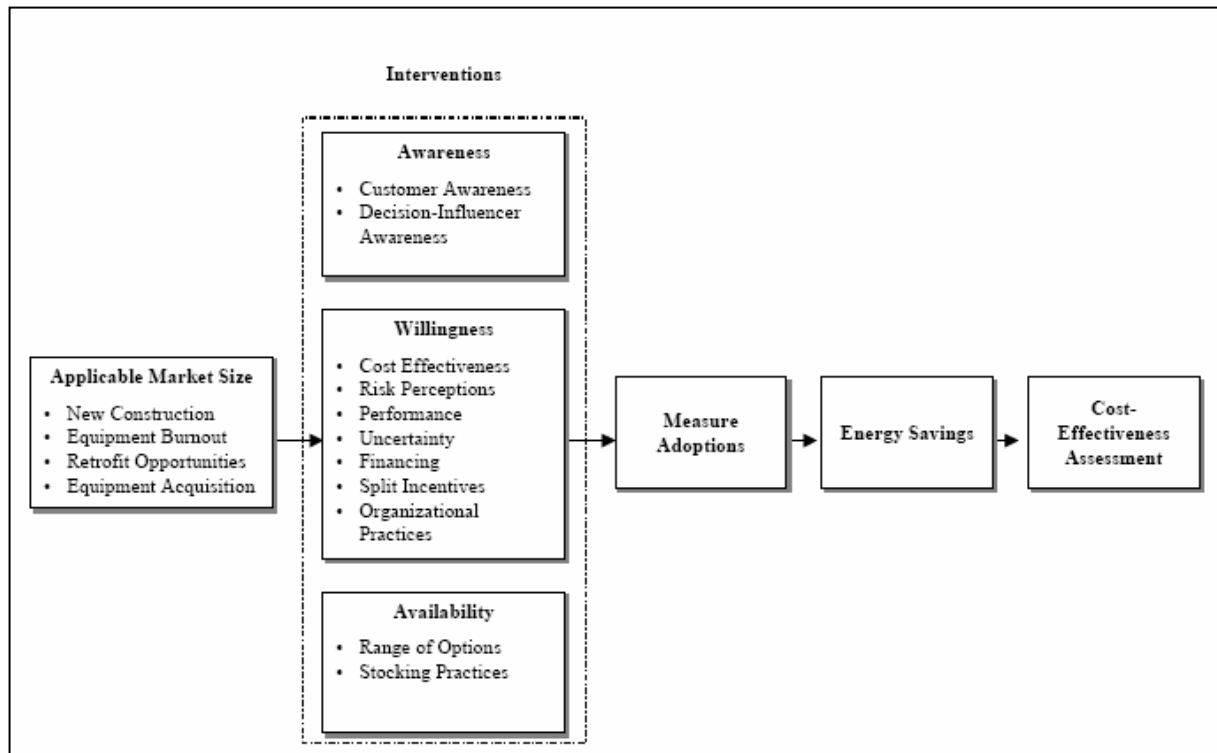 Interventions
Awareness
• Customer Awareness
• Decision-Influencer
Awareness
Willingness
• Cost Effectiveness
• Risk Perceptions
• Performance
• Uncertainty
• Financing
• Split Incentives
• Organizational
Practices
Availability
• Range of Options
• Stocking Practices
Applicable Market Size
• New Construction
• Equipment Burnout
• Retrofit Opportunities
• Equipment Acquisition
Measure
Adoptions
Energy Savings
Cost-
Effectiveness
Assessment